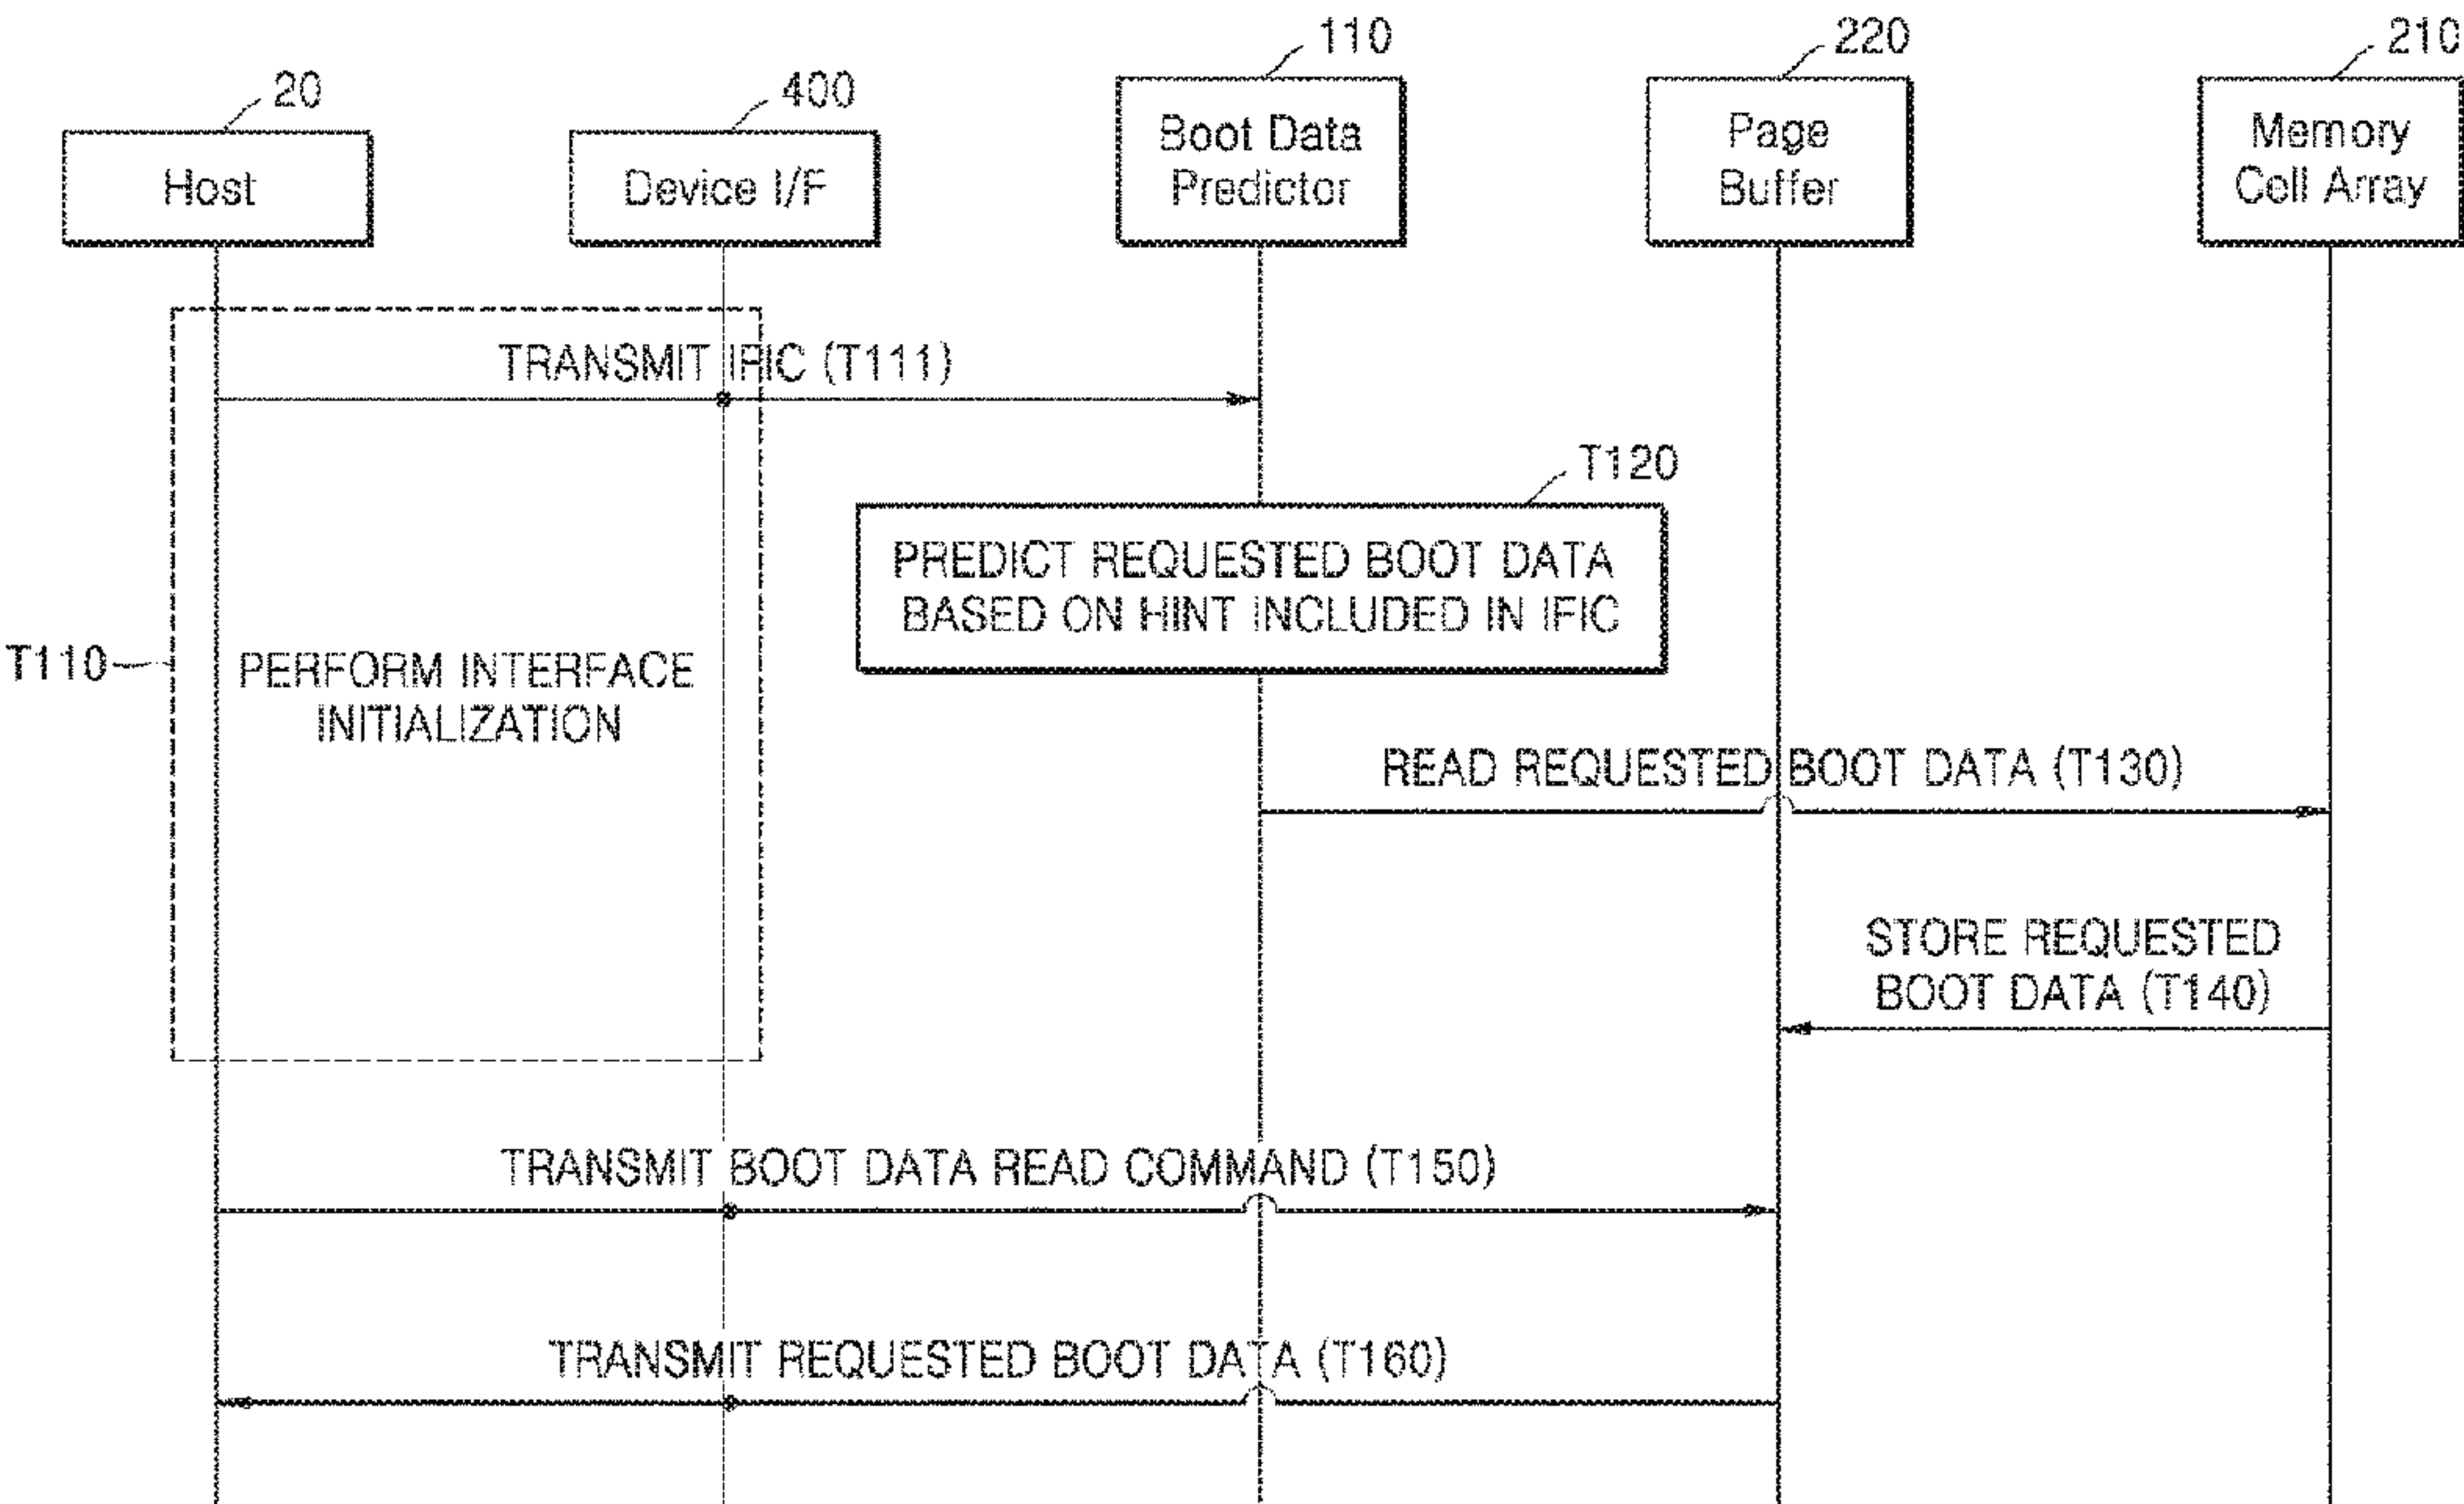 20
400
110
220
210
Host
Device I/F
Boot Data
Predictor
Page
Buffer
Memory
Cell Array
TRANSMIT IFIC (T111)
T120
PREDICT REQUESTED BOOT DATA
BASED ON HINT INCLUDED IN IFIC
T110
PERFORM INTERFACE
INITIALIZATION
READ REQUESTED BOOT DATA (T130)
STORE REQUESTED
BOOT DATA (T140)
TRANSMIT BOOT DATA READ COMMAND (T150)
TRANSMIT REQUESTED BOOT DATA (T160)